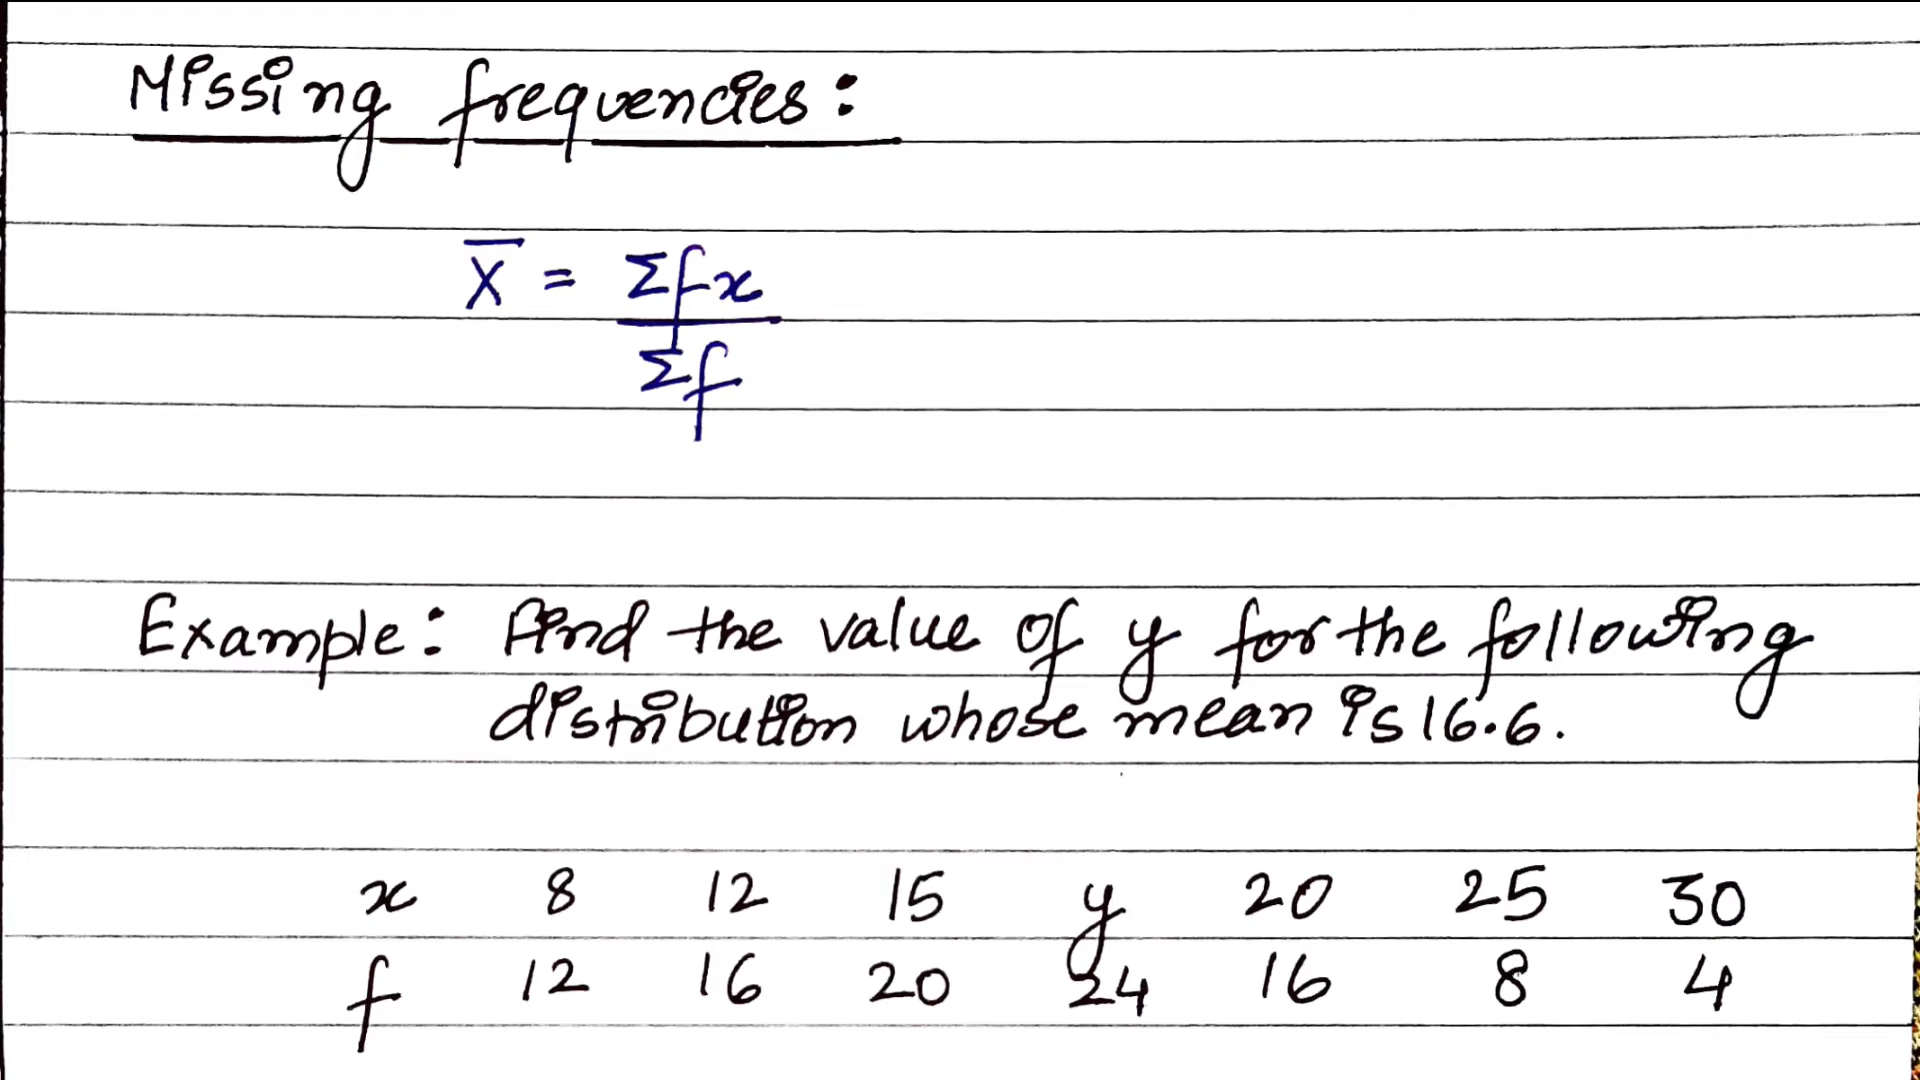 Missing frequencies:
X̄ = Σfx
Σf
Example: Find the value of y for the following
distribution whose mean is 16.6.
x 8 12 15 y 20 25 30
f 12 16 20 24 16 8 4